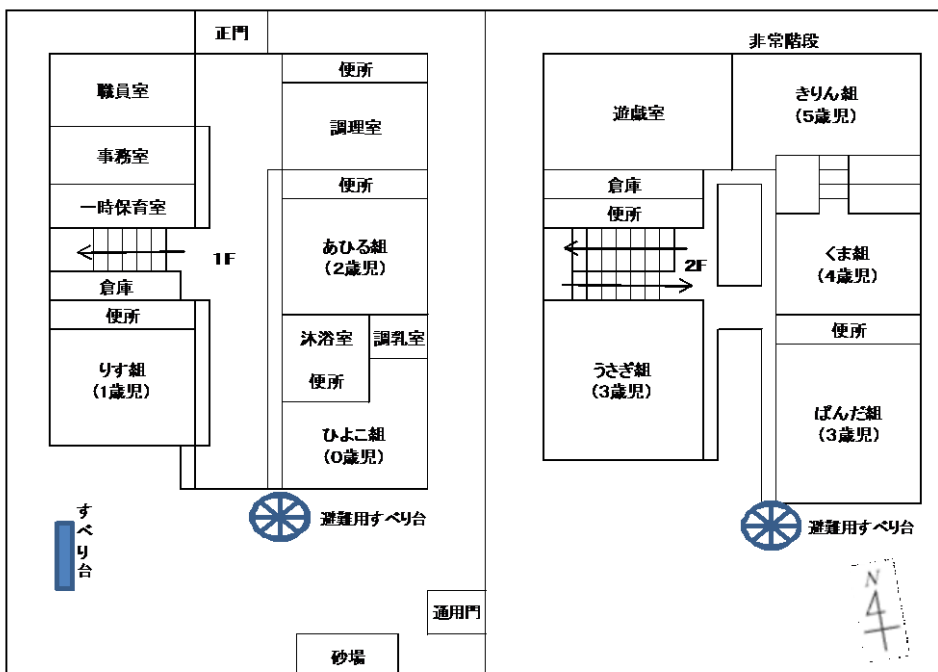 正門
職員室
事務室
一時保育室
倉庫
便所
りす組
(1歳児)
1F
便所
調理室
便所
あひる組
(2歳児)
沐浴室
調乳室
便所
ひよこ組
(0歳児)
すべり台
避難用すべり台
通用門
砂場
非常階段
遊戯室
きりん組
(5歳児)
倉庫
便所
2F
くま組
(4歳児)
便所
うさぎ組
(3歳児)
ぱんだ組
(3歳児)
避難用すべり台
N